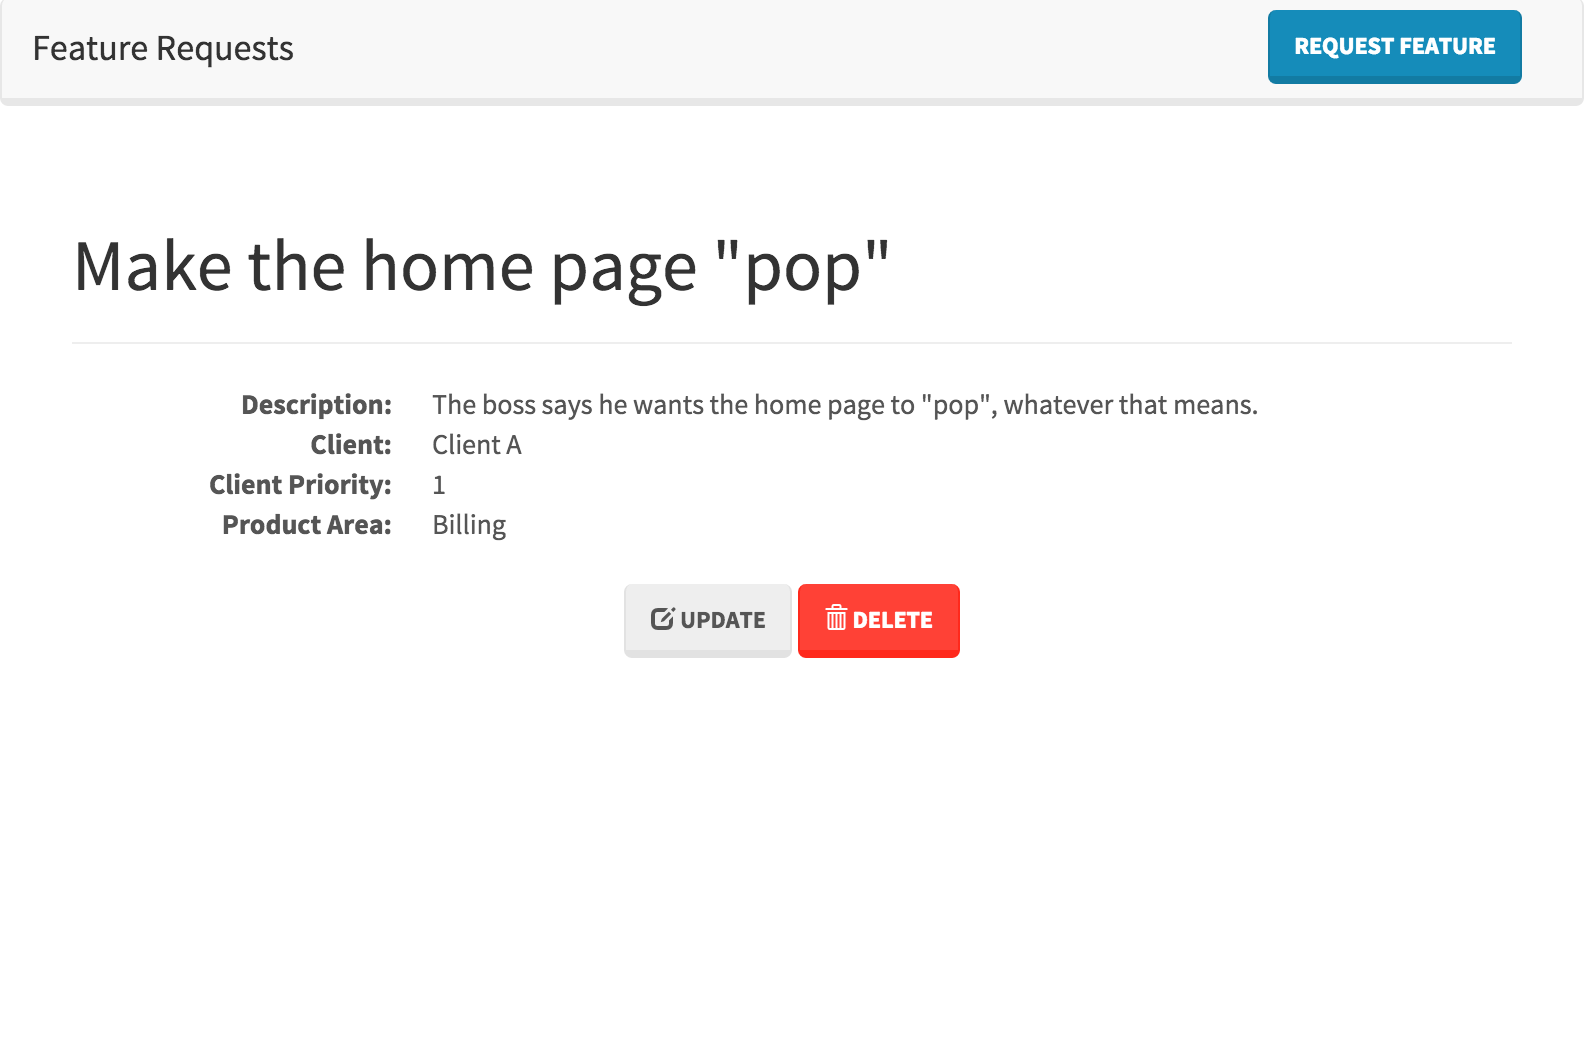 Feature Requests
REQUEST FEATURE
Make the home page "pop"
Description: The boss says he wants the home page to "pop", whatever that means.
Client: Client A
Client Priority: 1
Product Area: Billing
UPDATE DELETE